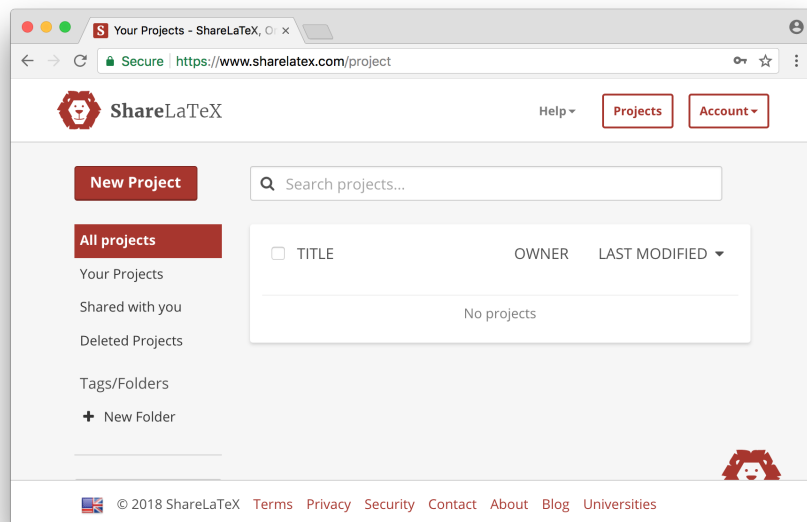 S Your Projects - ShareLaTeX, O
Secure | https://www.sharelatex.com/project
ShareLaTeX
Help Projects Account
New Project
Search projects...
All projects
Your Projects
Shared with you
Deleted Projects
Tags/Folders
New Folder
TITLE OWNER LAST MODIFIED
No projects
© 2018 ShareLaTeX Terms Privacy Security Contact About Blog Universities